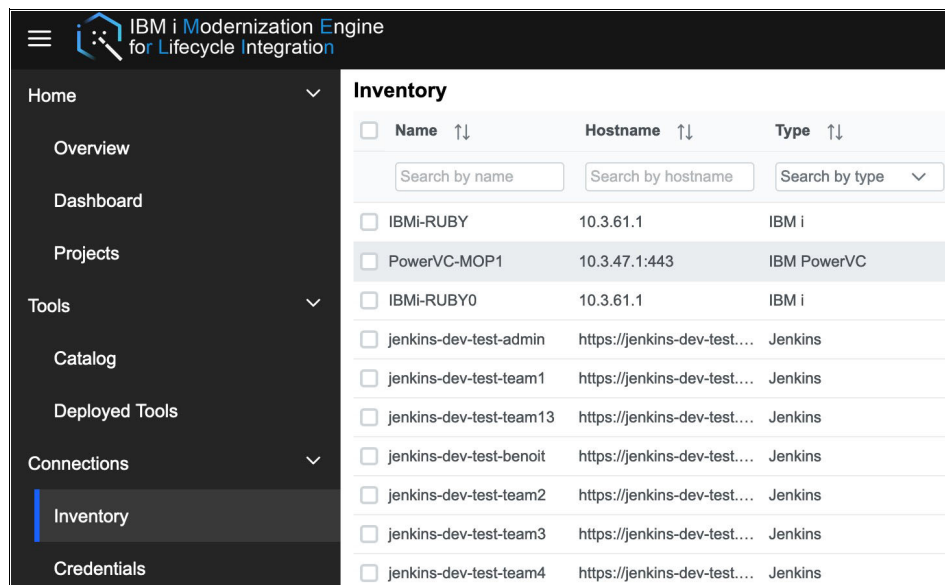 IBM i Modernization Engine
for Lifecycle Integration
Home
Overview
Dashboard
Projects
Tools
Catalog
Deployed Tools
Connections
Inventory
Credentials
Inventory
Name Hostname Type
Search by name Search by hostname Search by type
IBMi-RUBY 10.3.61.1 IBM i
PowerVC-MOP1 10.3.47.1:443 IBM PowerVC
IBMi-RUBY0 10.3.61.1 IBM i
jenkins-dev-test-admin https://jenkins-dev-test.... Jenkins
jenkins-dev-test-team1 https://jenkins-dev-test.... Jenkins
jenkins-dev-test-team13 https://jenkins-dev-test.... Jenkins
jenkins-dev-test-benoit https://jenkins-dev-test.... Jenkins
jenkins-dev-test-team2 https://jenkins-dev-test.... Jenkins
jenkins-dev-test-team3 https://jenkins-dev-test.... Jenkins
jenkins-dev-test-team4 https://jenkins-dev-test.... Jenkins